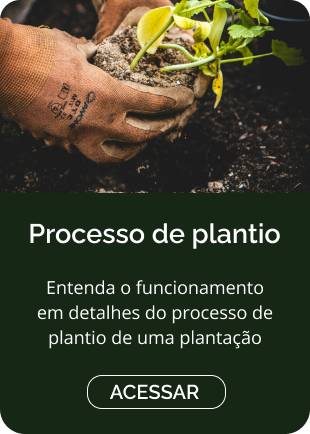 Processo de plantio
Entenda o funcionamento
em detalhes do processo de
plantio de uma plantação
ACESSAR